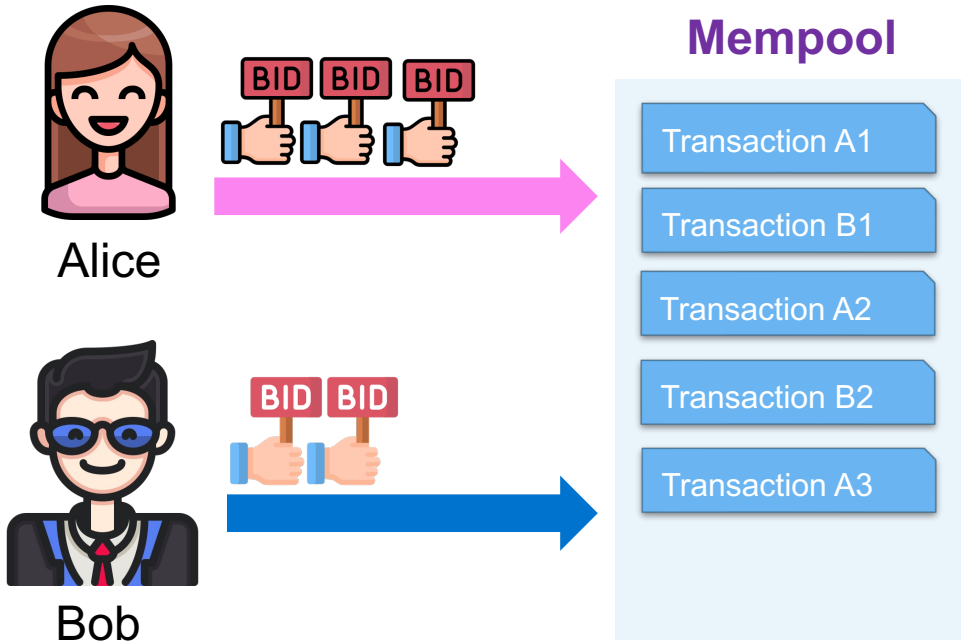 Mempool
BID BID BID
Transaction A1
Transaction B1
Alice
Transaction A2
Transaction B2
BID BID
Transaction A3
Bob